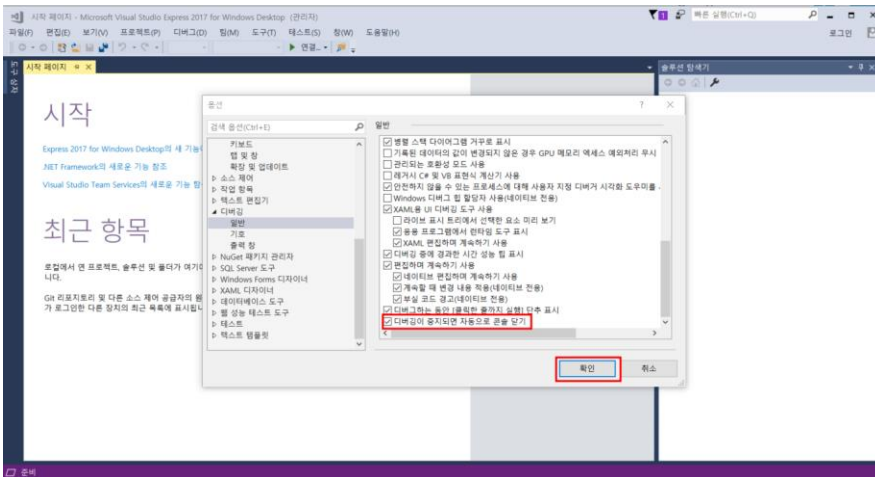 시작 페이지 - Microsoft Visual Studio Express 2017 for Windows Desktop (관리자)
1
빠른 실행(Ctrl+Q)
파일(F) 편집(E) 보기(V) 프로젝트(P) 디버그(D) 팀(M) 도구(T) 테스트(S) 창(W) 도움말(H)
로그인
연결...
도구 상자
시작 페이지
솔루션 탐색기
시작
Express 2017 for Windows Desktop의 새 기능
.NET Framework의 새로운 기능 참조
Visual Studio Team Services의 새로운 기능
최근 항목
로컬에서 연 프로젝트, 솔루션 및 폴더가 여기
니다.
Git 리포지토리 및 다른 소스 제어 공급자의 원
가 로그인한 다른 장치의 최근 목록에 표시됩니
옵션
?
검색 옵션(Ctrl+E)
키보드
탭 및 창
확장 및 업데이트
소스 제어
작업 항목
텍스트 편집기
디버깅
일반
기호
출력 창
NuGet 패키지 관리자
SQL Server 도구
Windows Forms 디자이너
XAML 디자이너
데이터베이스 도구
웹 성능 테스트 도구
테스트
텍스트 템플릿
일반
병렬 스택 다이어그램 거꾸로 표시
기록된 데이터의 값이 변경되지 않은 경우 GPU 메모리 액세스 예외처리 무시
관리되는 호환성 모드 사용
레거시 C# 및 VB 표현식 계산기 사용
안전하지 않을 수 있는 프로세스에 대해 사용자 지정 디버거 시각화 도우미를
Windows 디버그 힙 할당자 사용(네이티브 전용)
XAML용 UI 디버깅 도구 사용
라이브 표시 트리에서 선택한 요소 미리 보기
응용 프로그램에서 런타임 도구 표시
XAML 편집하며 계속하기 사용
디버깅 중에 경과한 시간 성능 팁 표시
편집하며 계속하기 사용
네이티브 편집하며 계속하기 사용
계속할 때 변경 내용 적용(네이티브 전용)
부실 코드 경고(네이티브 전용)
디버그하는 동안 [클릭한 줄까지 실행] 단추 표시
디버깅이 중지되면 자동으로 콘솔 닫기
확인
취소
준비